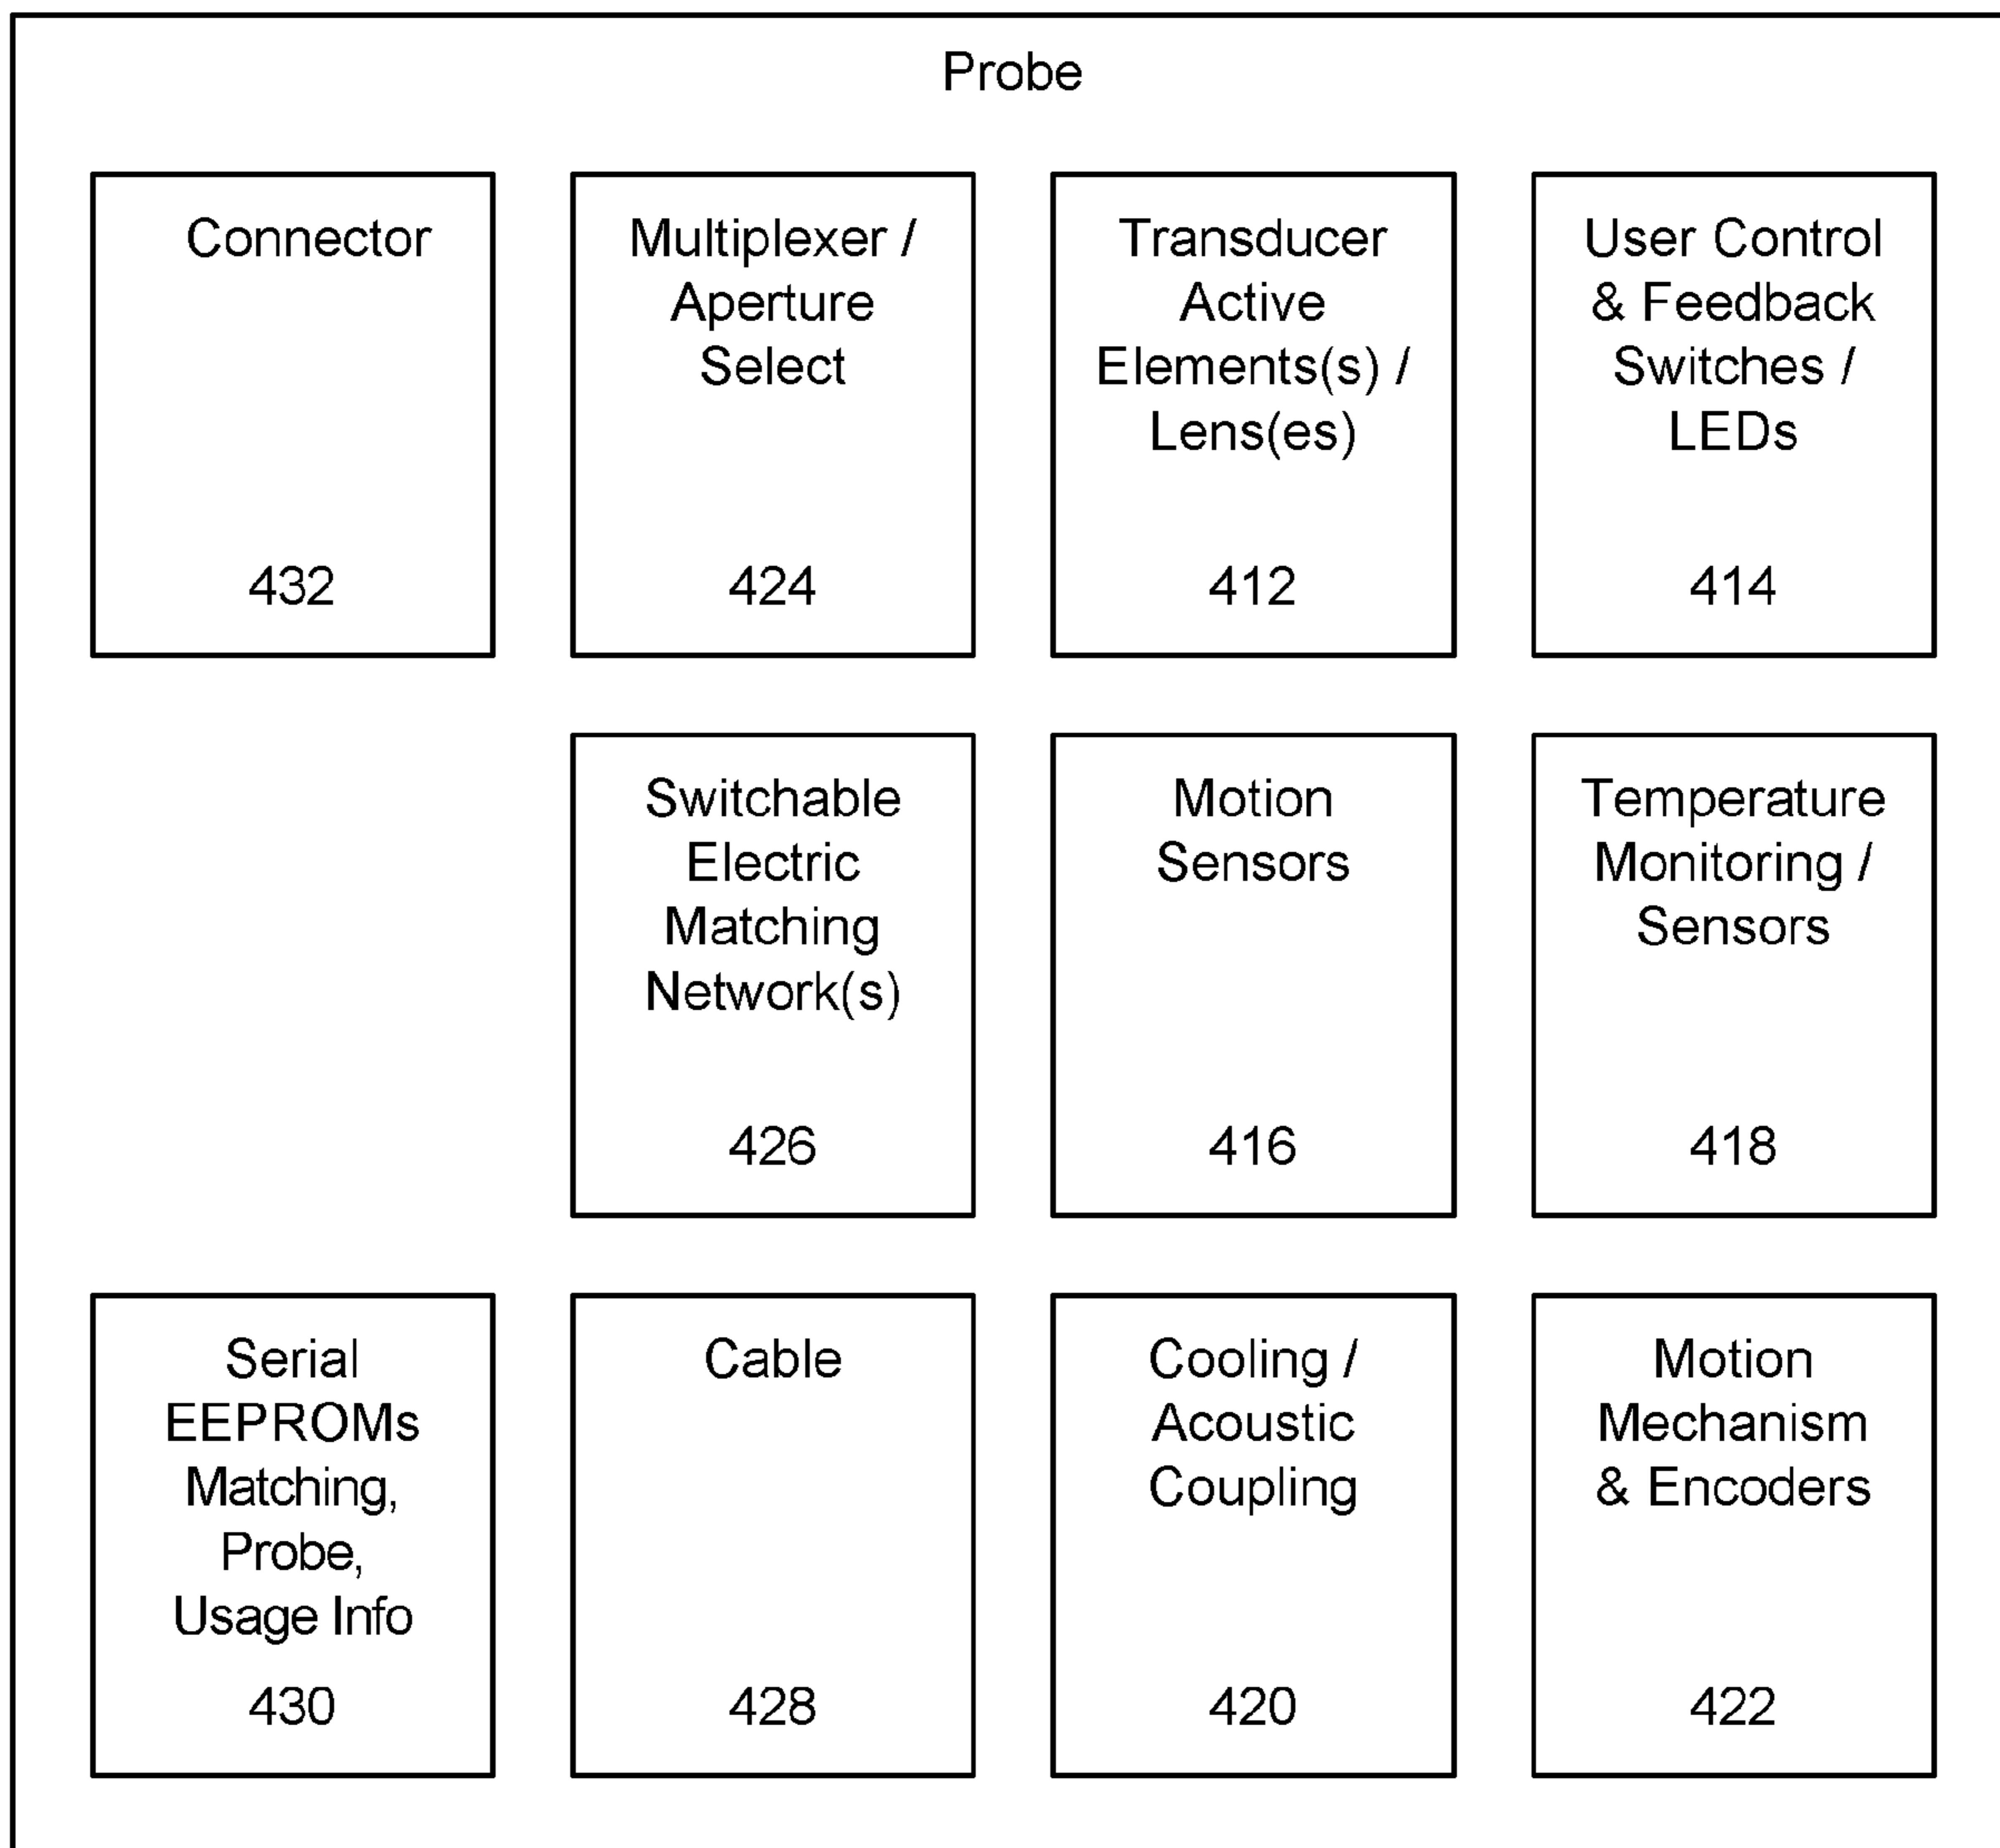 Probe
Connector
432
Multiplexer /
Aperture
Select
424
Transducer
Active
Elements(s) /
Lens(es)
412
User Control
& Feedback
Switches /
LEDs
414
Switchable
Electric
Matching
Network(s)
426
Motion
Sensors
416
Temperature
Monitoring /
Sensors
418
Serial
EEPROMs
Matching,
Probe,
Usage Info
430
Cable
428
Cooling /
Acoustic
Coupling
420
Motion
Mechanism
& Encoders
422